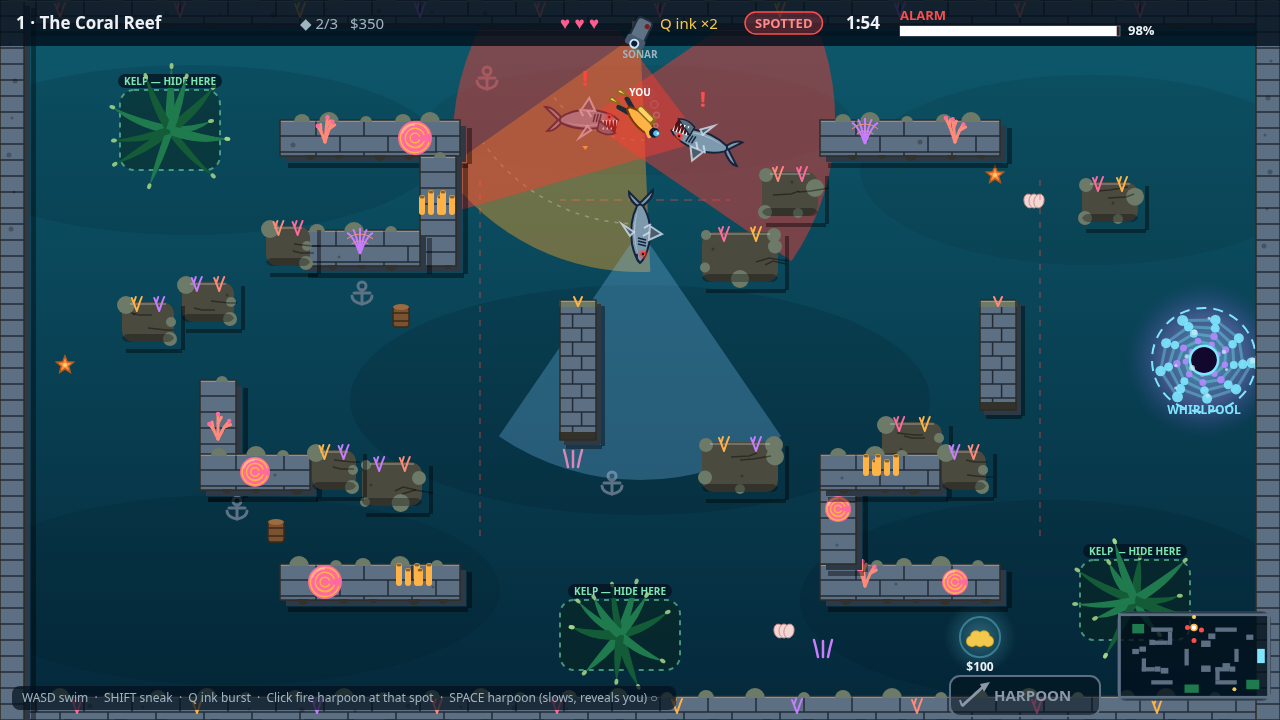 1 · The Coral Reef
◆ 2/3 $350
♥ ♥ ♥
Q ink ×2
SPOTTED
1:54
ALARM
98%
SONAR
KELP — HIDE HERE
YOU
!
!
WHIRLPOOL
KELP — HIDE HERE
KELP — HIDE HERE
$100
WASD swim · SHIFT sneak · Q ink burst · Click fire harpoon at that spot · SPACE harpoon (slows, reveals you) ○
HARPOON